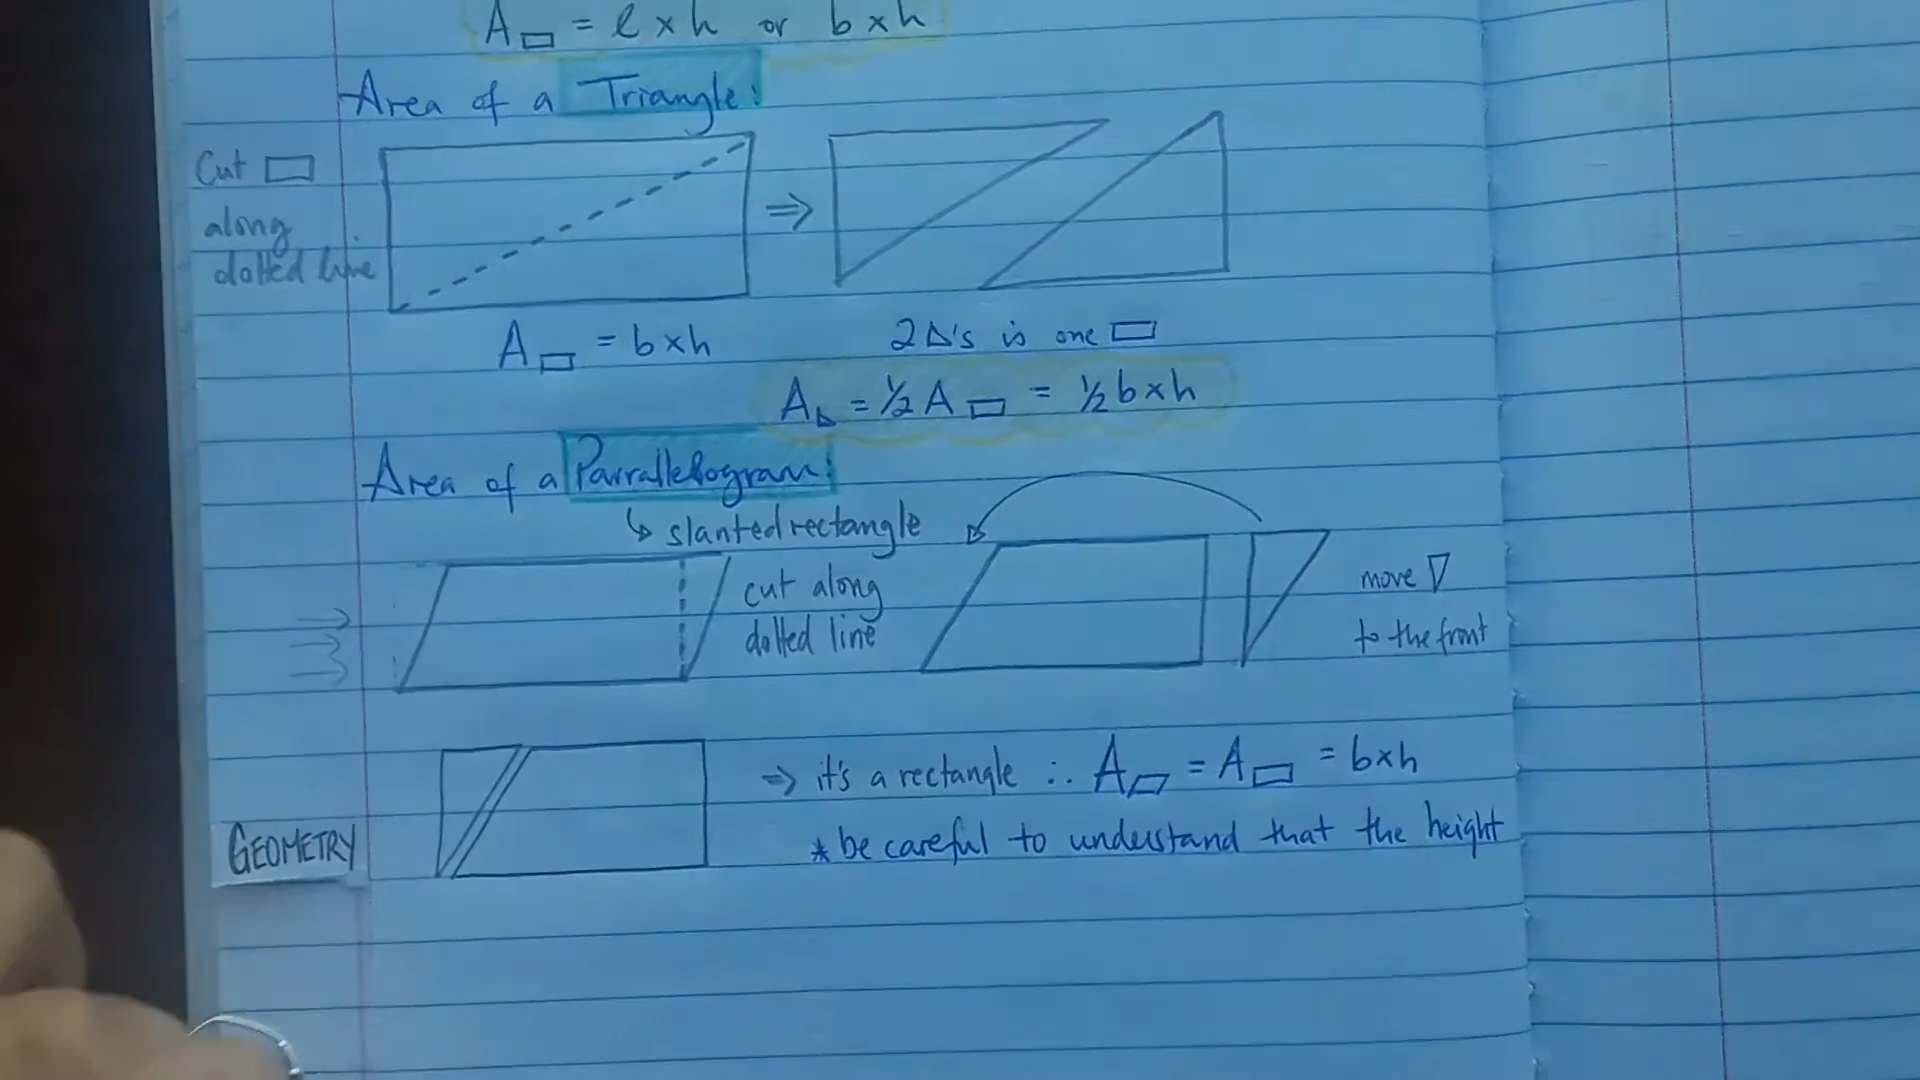 A▭ = l × h or b × h
Area of a Triangle:
Cut ▭
along
dotted line
⇒
A▭ = b×h
2△'s is one ▭
A◺ = ½ A▭ = ½ b×h
Area of a Parrallelogram:
↳ slanted rectangle
cut along
dotted line
move ▽
to the front
⇒ it's a rectangle ∴ A▱ = A▭ = b×h
* be careful to understand that the height
GEOMETRY